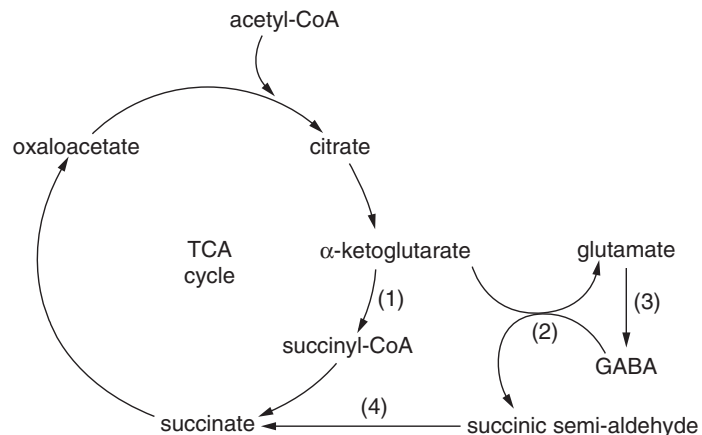 acetyl-CoA
oxaloacetate
citrate
TCA
cycle
α-ketoglutarate
glutamate
(1)
(2)
(3)
succinyl-CoA
GABA
succinate
(4)
succinic semi-aldehyde